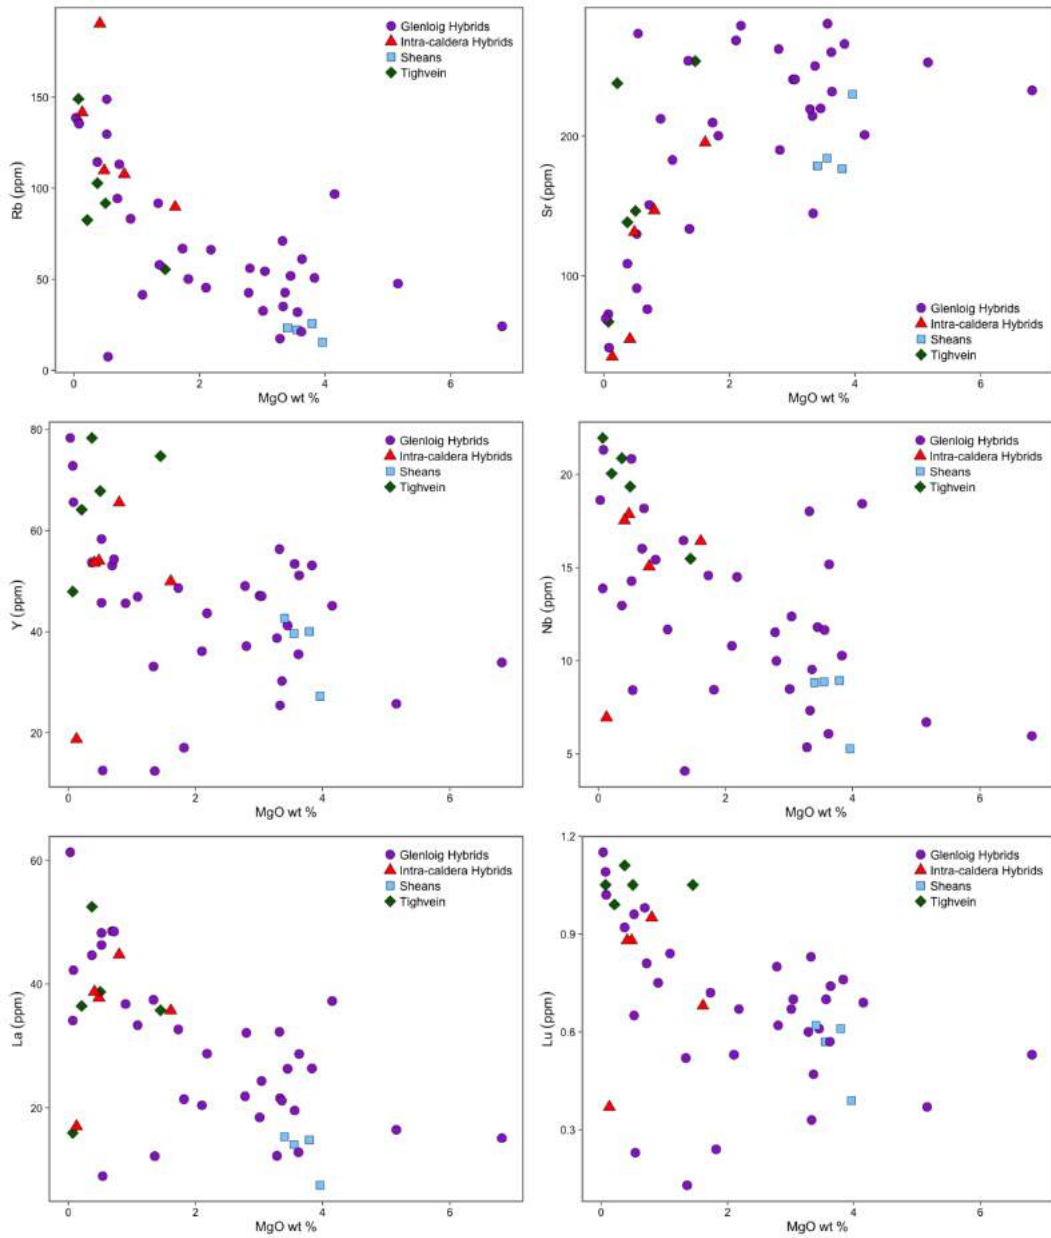 Glenloig Hybrids
Intra-caldera Hybrids
Sheans
Tighvein
150
100
50
0
Rb (ppm)
0 2 4 6
MgO wt %
200
100
Sr (ppm)
Glenloig Hybrids
Intra-caldera Hybrids
Sheans
Tighvein
0 2 4 6
MgO wt %
80
60
40
20
Y (ppm)
Glenloig Hybrids
Intra-caldera Hybrids
Sheans
Tighvein
0 2 4 6
MgO wt %
20
15
10
5
Nb (ppm)
Glenloig Hybrids
Intra-caldera Hybrids
Sheans
Tighvein
0 2 4 6
MgO wt %
60
40
20
La (ppm)
Glenloig Hybrids
Intra-caldera Hybrids
Sheans
Tighvein
0 2 4 6
MgO wt %
1.2
0.9
0.6
0.3
Lu (ppm)
Glenloig Hybrids
Intra-caldera Hybrids
Sheans
Tighvein
0 2 4 6
MgO wt %